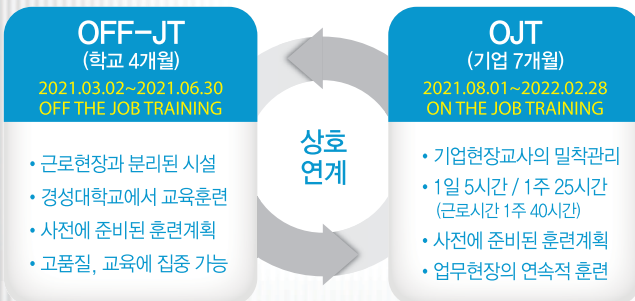 OFF-JT
(학교 4개월)
2021.03.02~2021.06.30
OFF THE JOB TRAINING
• 근로현장과 분리된 시설
• 경성대학교에서 교육훈련
• 사전에 준비된 훈련계획
• 고품질, 교육에 집중 가능
상호
연계
OJT
(기업 7개월)
2021.08.01~2022.02.28
ON THE JOB TRAINING
• 기업현장교사의 밀착관리
• 1일 5시간 / 1주 25시간
(근로시간 1주 40시간)
• 사전에 준비된 훈련계획
• 업무현장의 연속적 훈련